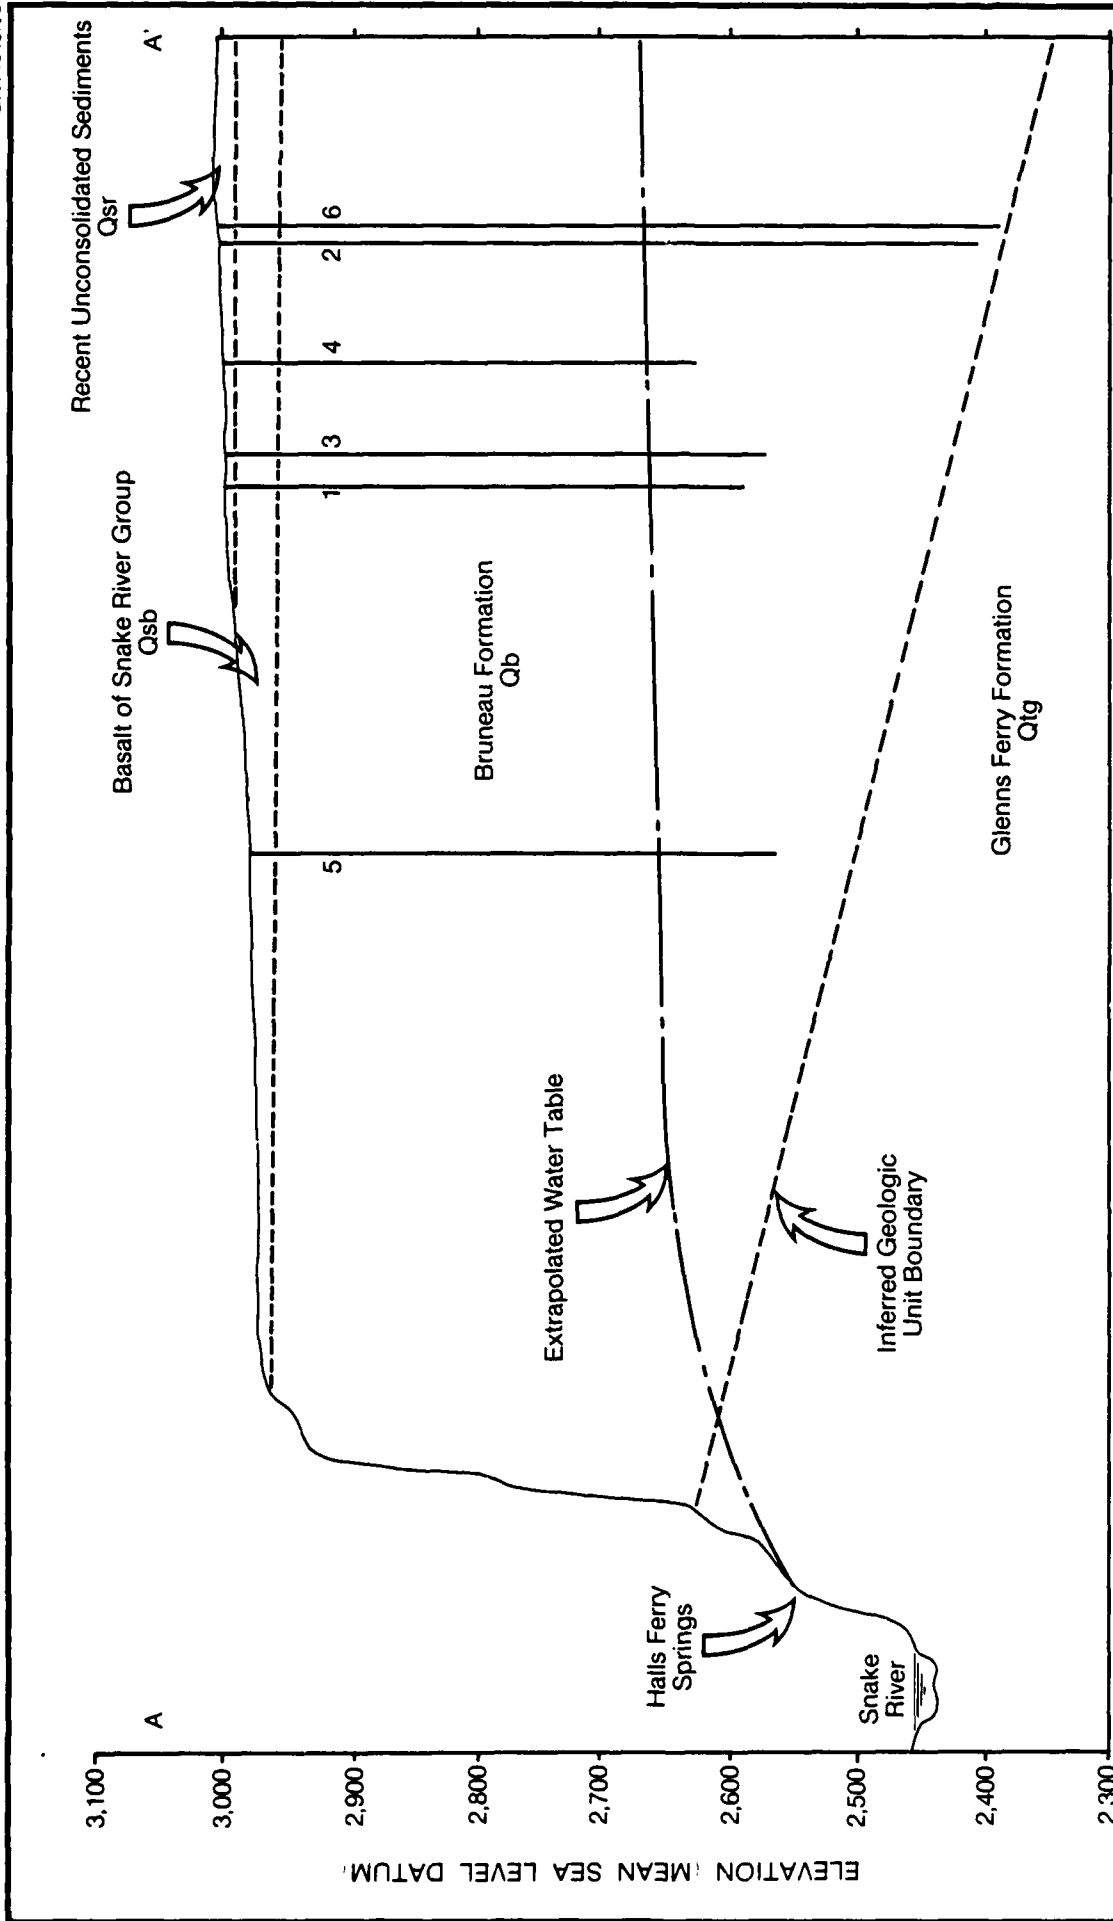 A
A'
Recent Unconsolidated Sediments
Qsr
Basalt of Snake River Group
Qsb
5
1
3
4
2
6
Bruneau Formation
Qb
Extrapolated Water Table
Halls Ferry
Springs
Inferred Geologic
Unit Boundary
Glenns Ferry Formation
Qtg
Snake
River
3,100
3,000
2,900
2,800
2,700
2,600
2,500
2,400
2,300
ELEVATION (MEAN SEA LEVEL DATUM)